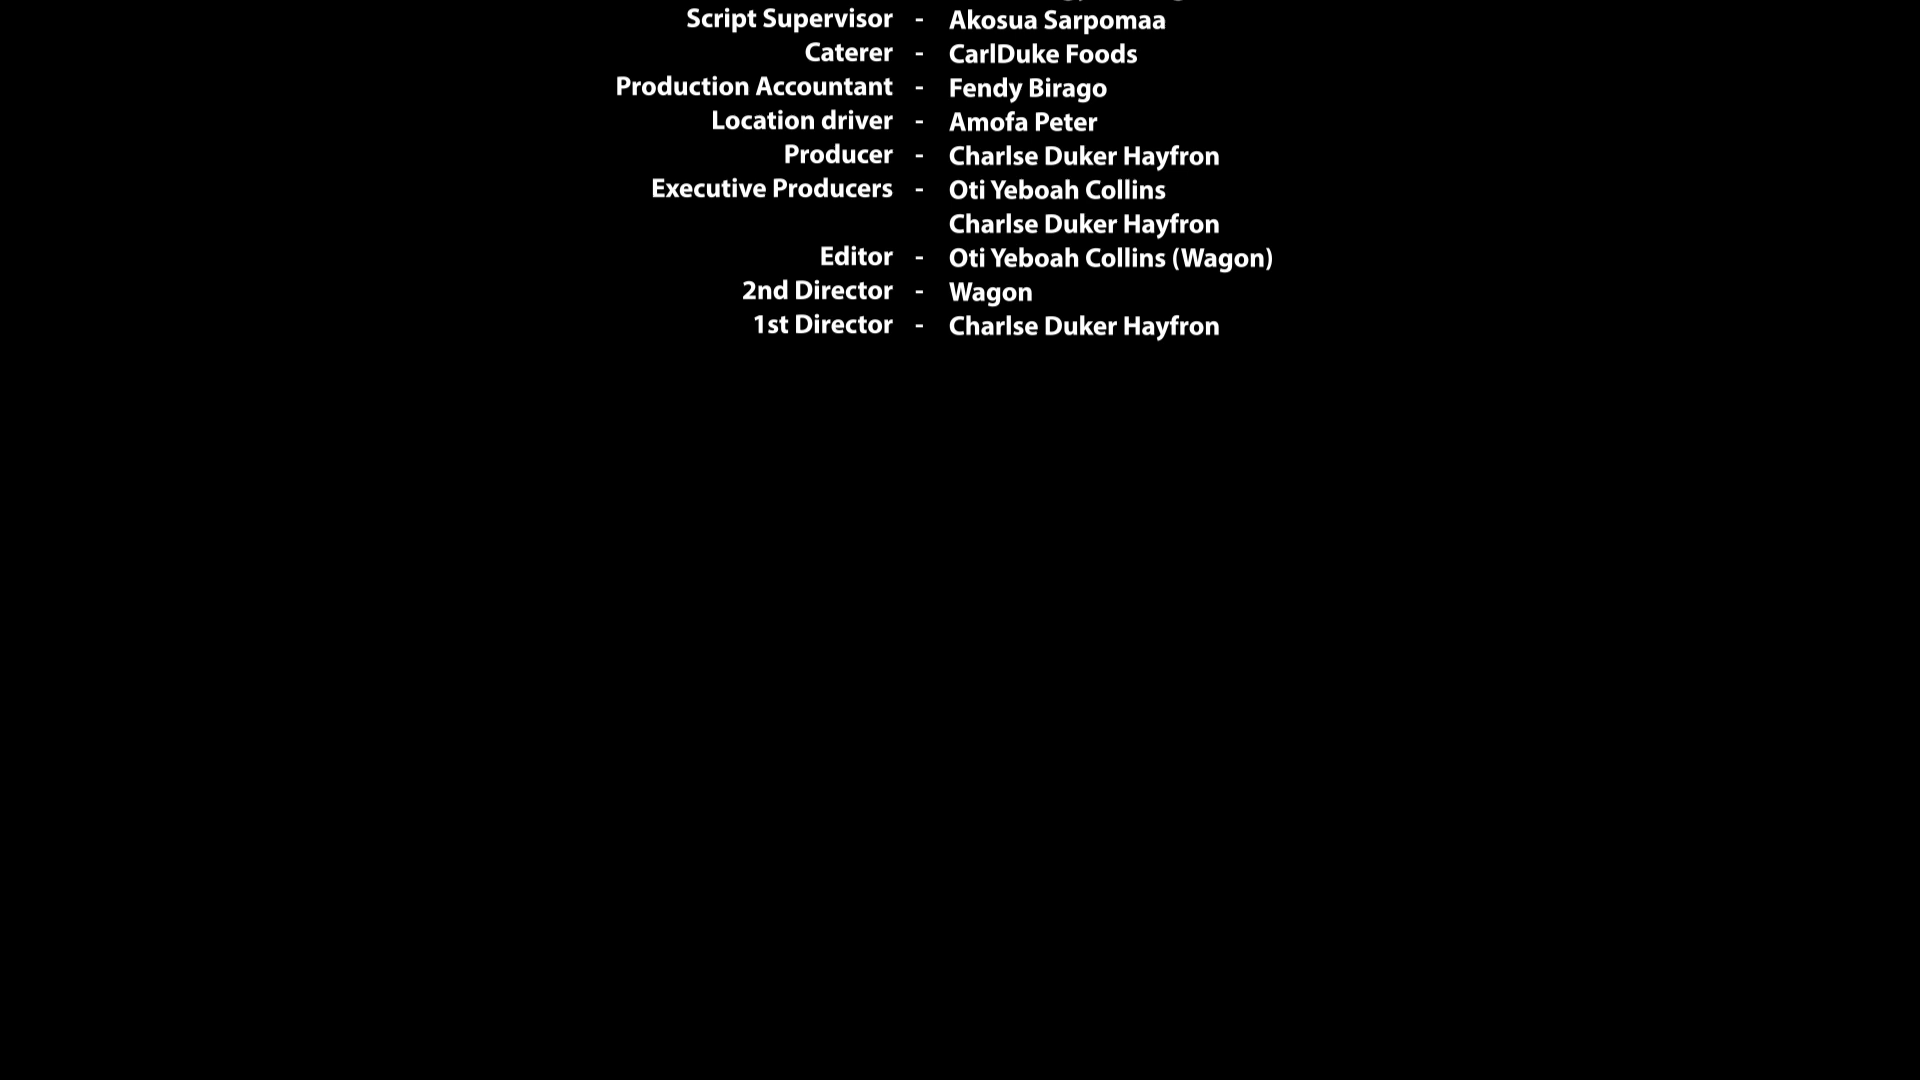 Script Supervisor - Akosua Sarpomaa
Caterer - CarlDuke Foods
Production Accountant - Fendy Birago
Location driver - Amofa Peter
Producer - Charlse Duker Hayfron
Executive Producers - Oti Yeboah Collins
Charlse Duker Hayfron
Editor - Oti Yeboah Collins (Wagon)
2nd Director - Wagon
1st Director - Charlse Duker Hayfron